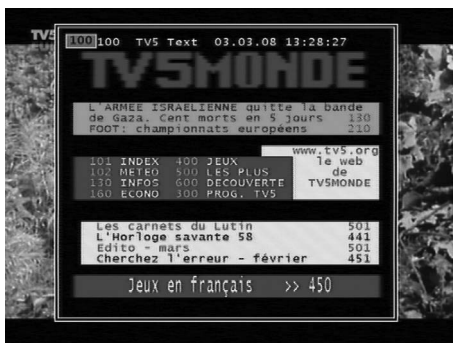 TV5
100 100 TV5 Text 03.03.08 13:28:27
TV5MONDE
L'ARMEE ISRAELIENNE quitte la bande
de Gaza. Cent morts en 5 jours 130
FOOT: championnats européens 210
www.tv5.org
le web
de
TV5MONDE
101 INDEX 400 JEUX
102 METEO 500 LES PLUS
130 INFOS 600 DECOUVERTE
160 ECONO 300 PROG. TV5
Les carnets du Lutin 501
L'Horloge savante 58 441
Edito - mars 501
Cherchez l'erreur - février 451
Jeux en français >> 450